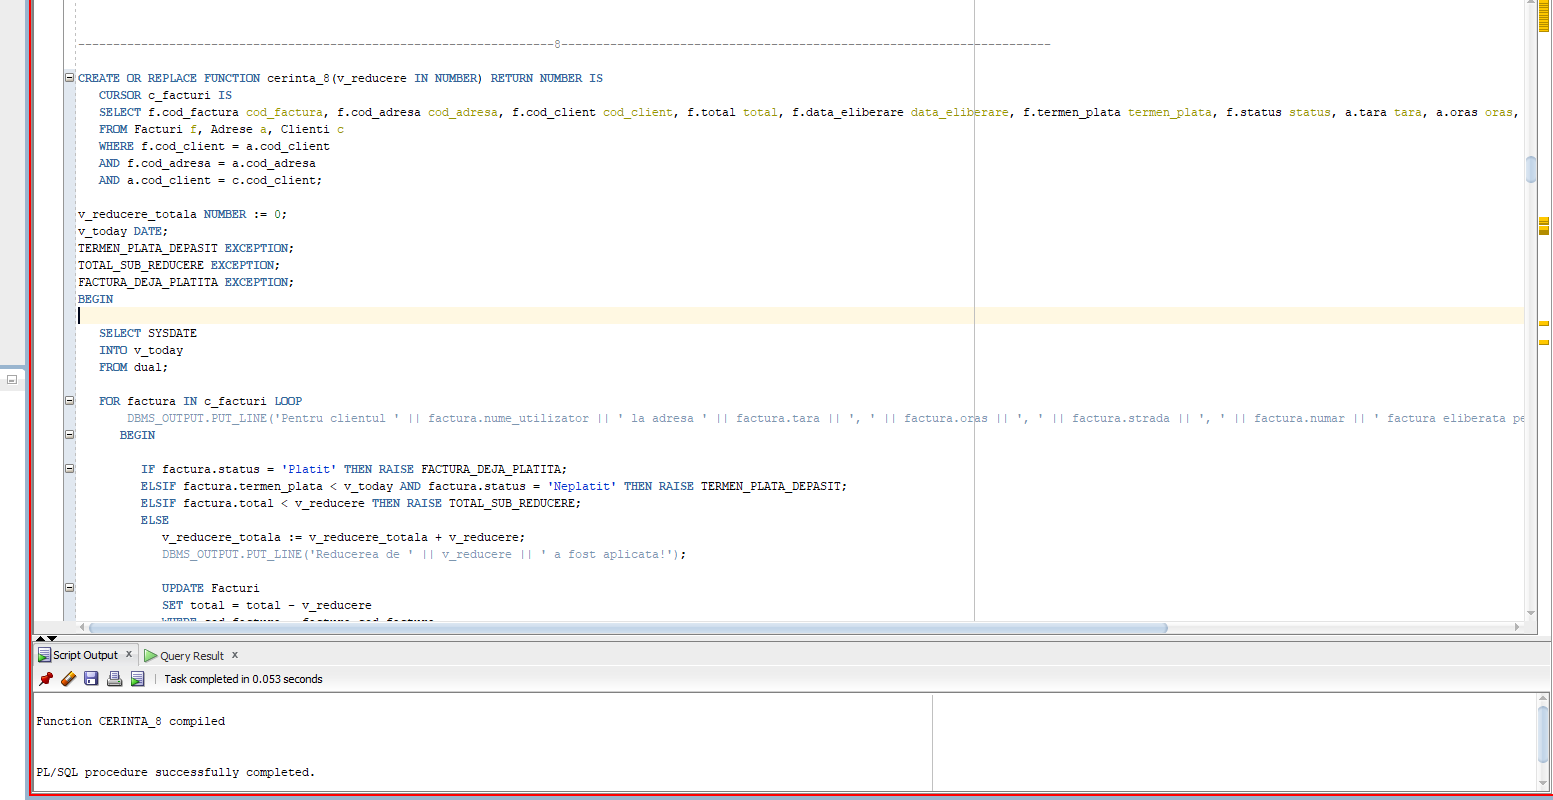 --------------------------------------------------------------------8----------------------------------------------------------------------
CREATE OR REPLACE FUNCTION cerinta_8(v_reducere IN NUMBER) RETURN NUMBER IS
CURSOR c_facturi IS
SELECT f.cod_factura cod_factura, f.cod_adresa cod_adresa, f.cod_client cod_client, f.total total, f.data_eliberare data_eliberare, f.termen_plata termen_plata, f.status status, a.tara tara, a.oras oras,
FROM Facturi f, Adrese a, Clienti c
WHERE f.cod_client = a.cod_client
AND f.cod_adresa = a.cod_adresa
AND a.cod_client = c.cod_client;
v_reducere_totala NUMBER := 0;
v_today DATE;
TERMEN_PLATA_DEPASIT EXCEPTION;
TOTAL_SUB_REDUCERE EXCEPTION;
FACTURA_DEJA_PLATITA EXCEPTION;
BEGIN
SELECT SYSDATE
INTO v_today
FROM dual;
FOR factura IN c_facturi LOOP
DBMS_OUTPUT.PUT_LINE('Pentru clientul ' || factura.nume_utilizator || ' la adresa ' || factura.tara || ', ' || factura.oras || ', ' || factura.strada || ', ' || factura.numar || ' factura eliberata pe
BEGIN
IF factura.status = 'Platit' THEN RAISE FACTURA_DEJA_PLATITA;
ELSIF factura.termen_plata < v_today AND factura.status = 'Neplatit' THEN RAISE TERMEN_PLATA_DEPASIT;
ELSIF factura.total < v_reducere THEN RAISE TOTAL_SUB_REDUCERE;
ELSE
v_reducere_totala := v_reducere_totala + v_reducere;
DBMS_OUTPUT.PUT_LINE('Reducerea de ' || v_reducere || ' a fost aplicata!');
UPDATE Facturi
SET total = total - v_reducere
Script Output x Query Result x
Task completed in 0.053 seconds
Function CERINTA_8 compiled
PL/SQL procedure successfully completed.